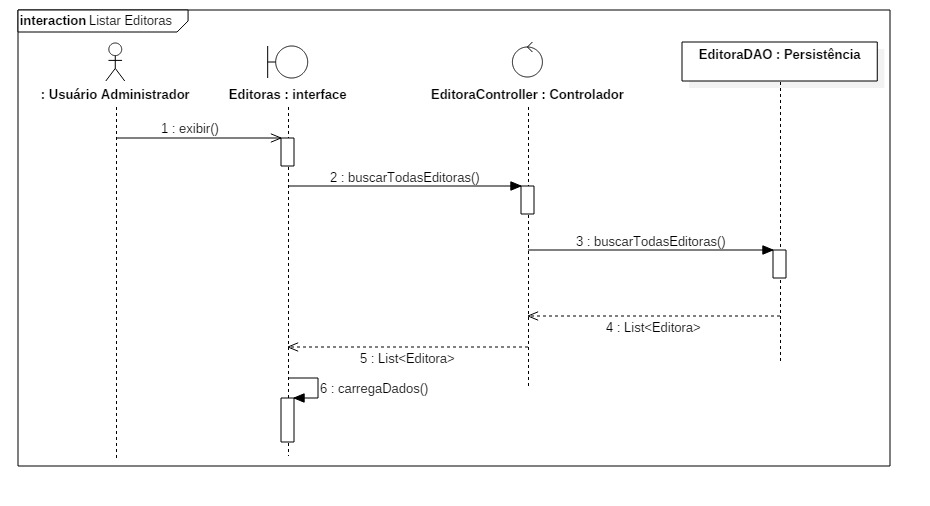 interaction Listar Editoras
: Usuário Administrador
Editoras : interface
EditoraController : Controlador
EditoraDAO : Persistência
1 : exibir()
2 : buscarTodasEditoras()
3 : buscarTodasEditoras()
4 : List<Editora>
5 : List<Editora>
6 : carregaDados()